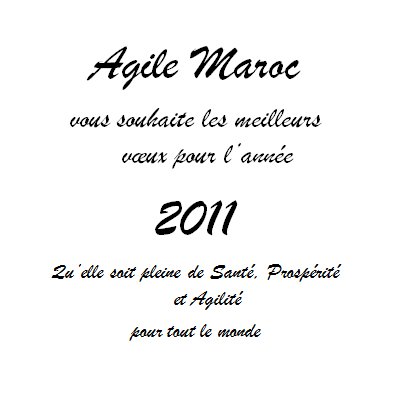 Agile Maroc
vous souhaite les meilleurs
vœux pour l'année
2011
Qu'elle soit pleine de Santé, Prospérité
et Agilité
pour tout le monde